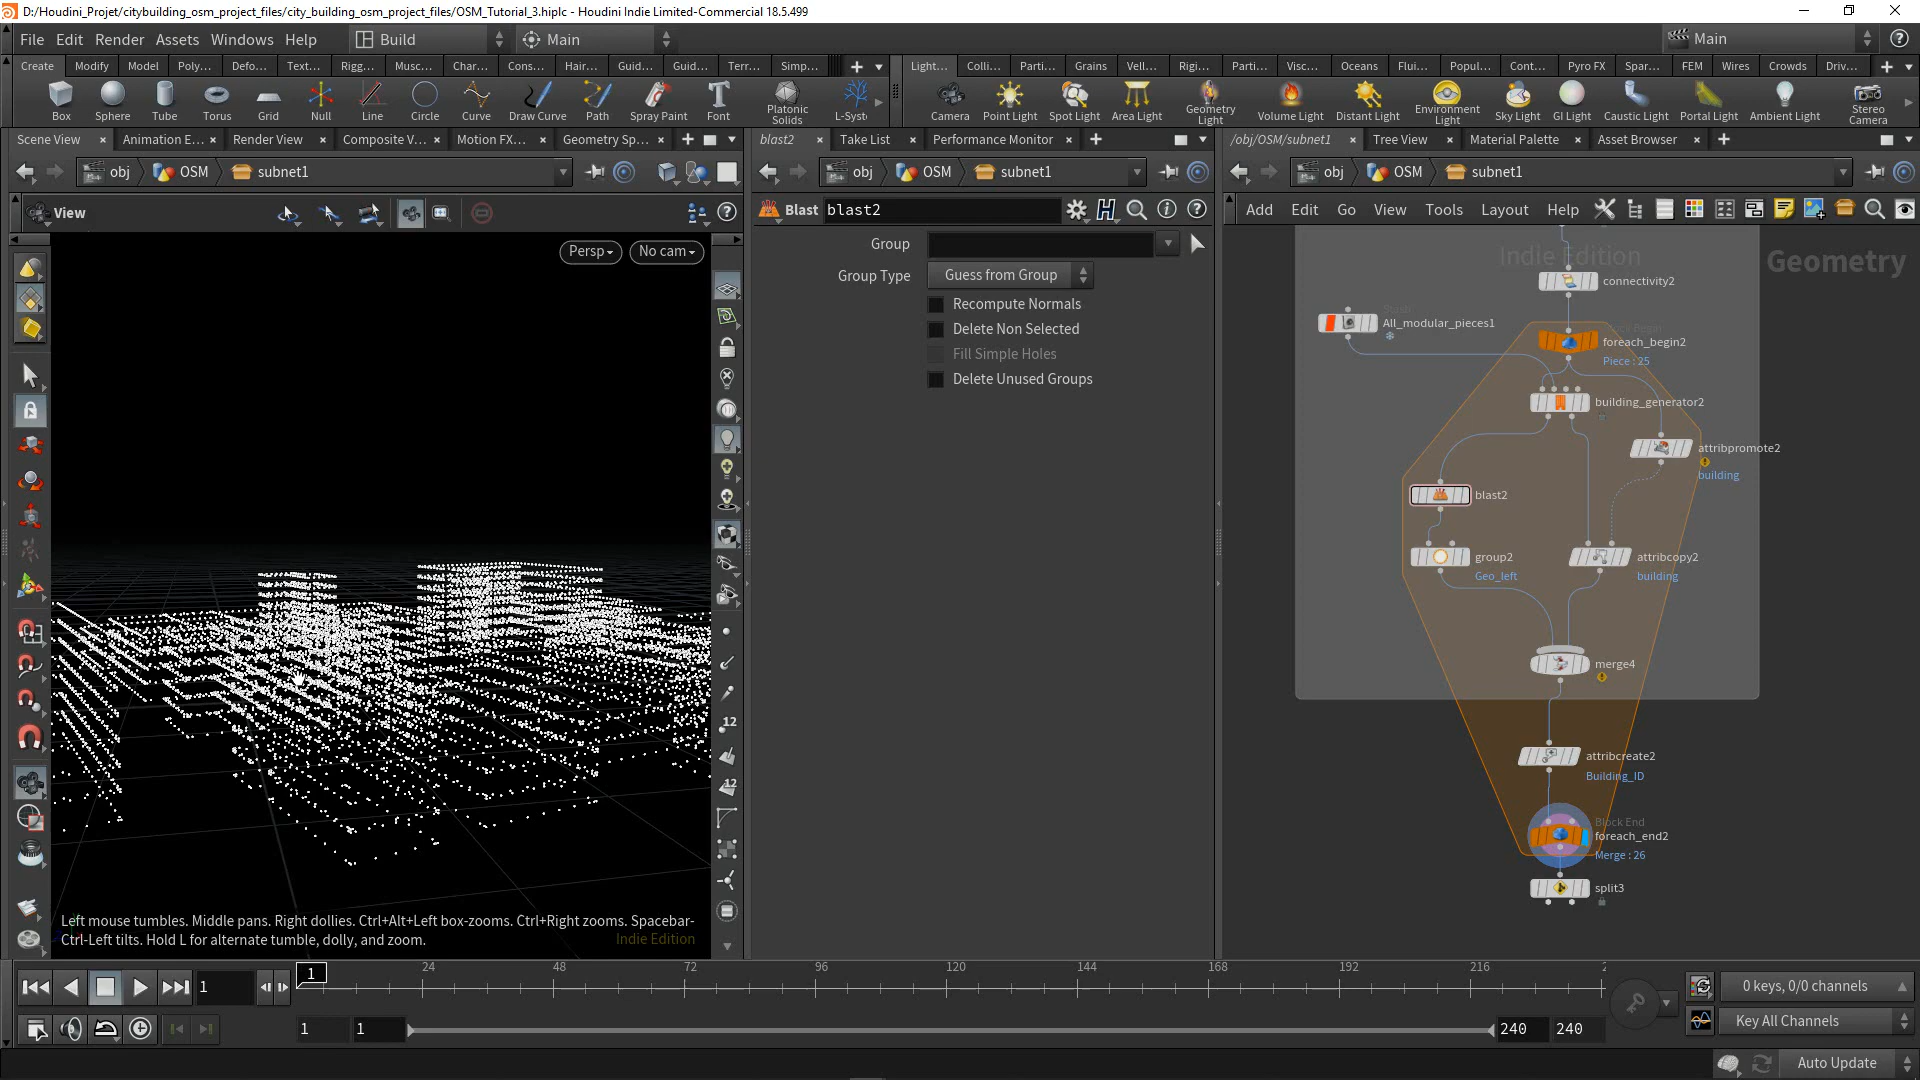 D:/Houdini_Projet/citybuilding_osm_project_files/city_building_osm_project_files/OSM_Tutorial_3.hiplc - Houdini Indie Limited-Commercial 18.5.499
File Edit Render Assets Windows Help Build Main Main
Create Modify Model Poly... Defo... Text... Rigg... Musc... Char... Cons... Hair... Guid... Guid... Terr... Simp... Light... Colli... Parti... Grains Vell... Rigi... Parti... Visc... Oceans Flui... Popul... Cont... Pyro FX Spar... FEM Wires Crowds Driv...
Box Sphere Tube Torus Grid Null Line Circle Curve Draw Curve Path Spray Paint Font Platonic Solids L-Syst Camera Point Light Spot Light Area Light Geometry Light Volume Light Distant Light Environment Light Sky Light GI Light Caustic Light Portal Light Ambient Light Stereo Camera
Scene View Animation E... Render View Composite V... Motion FX... Geometry Sp... blast2 Take List Performance Monitor /obj/OSM/subnet1 Tree View Material Palette Asset Browser
obj OSM subnet1 obj OSM subnet1 obj OSM subnet1
View
Blast blast2
Add Edit Go View Tools Layout Help
Persp No cam
Group
Group Type Guess from Group
Recompute Normals
Delete Non Selected
Fill Simple Holes
Delete Unused Groups
Indie Edition
Geometry
connectivity2
All_modular_pieces1
foreach_begin2
Piece : 25
building_generator2
attribpromote2
building
blast2
group2
Geo_left
attribcopy2
building
merge4
attribcreate2
Building_ID
Block End
foreach_end2
Merge : 26
split3
12
12
Left mouse tumbles. Middle pans. Right dollies. Ctrl+Alt+Left box-zooms. Ctrl+Right zooms. Spacebar-
Ctrl-Left tilts. Hold L for alternate tumble, dolly, and zoom.
Indie Edition
1 1 24 48 72 96 120 144 168 192 216
0 keys, 0/0 channels
1 1 240 240
Key All Channels
Auto Update